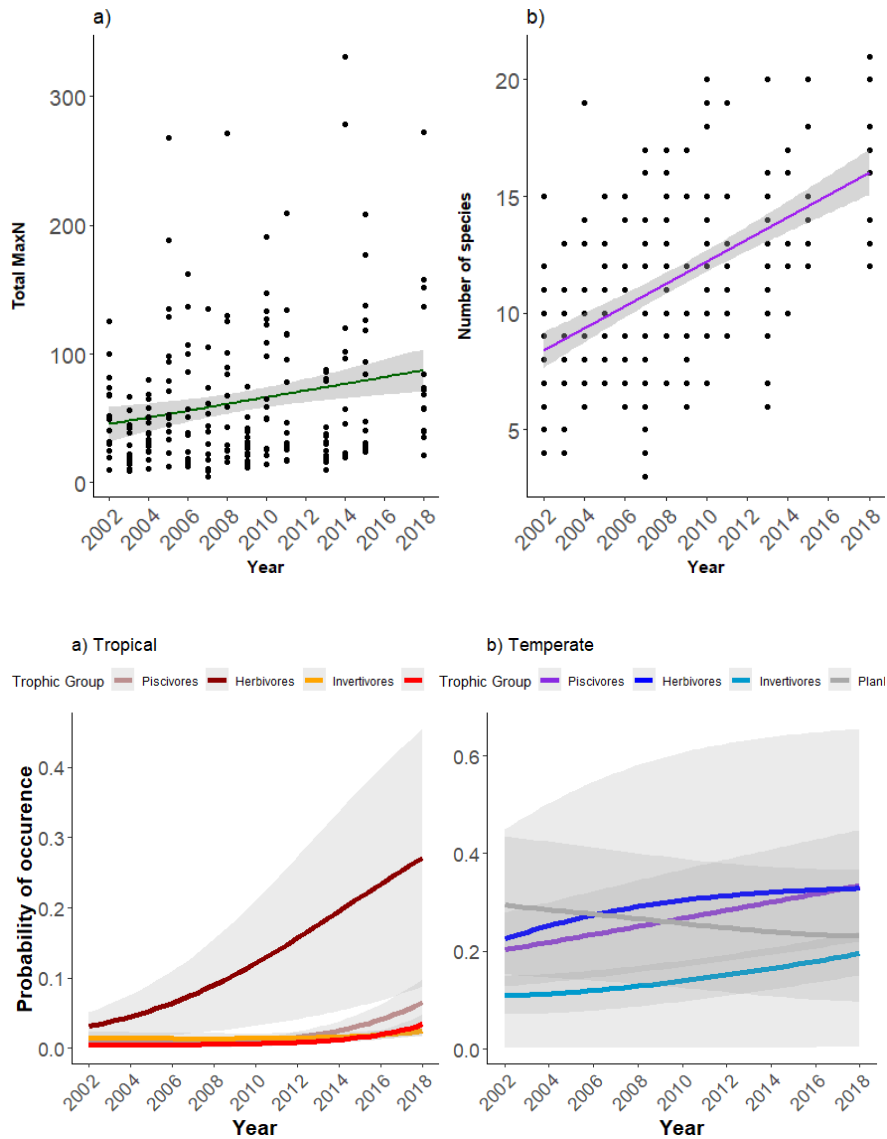 a)
Total MaxN
300
200
100
0
2002 2004 2006 2008 2010 2012 2014 2016 2018
Year
b)
Number of species
20
15
10
5
2002 2004 2006 2008 2010 2012 2014 2016 2018
Year
a) Tropical
Trophic Group Piscivores Herbivores Invertivores
Probability of occurence
0.4
0.3
0.2
0.1
0.0
2002 2004 2006 2008 2010 2012 2014 2016 2018
Year
b) Temperate
Trophic Group Piscivores Herbivores Invertivores Plank
0.6
0.4
0.2
0.0
2002 2004 2006 2008 2010 2012 2014 2016 2018
Year